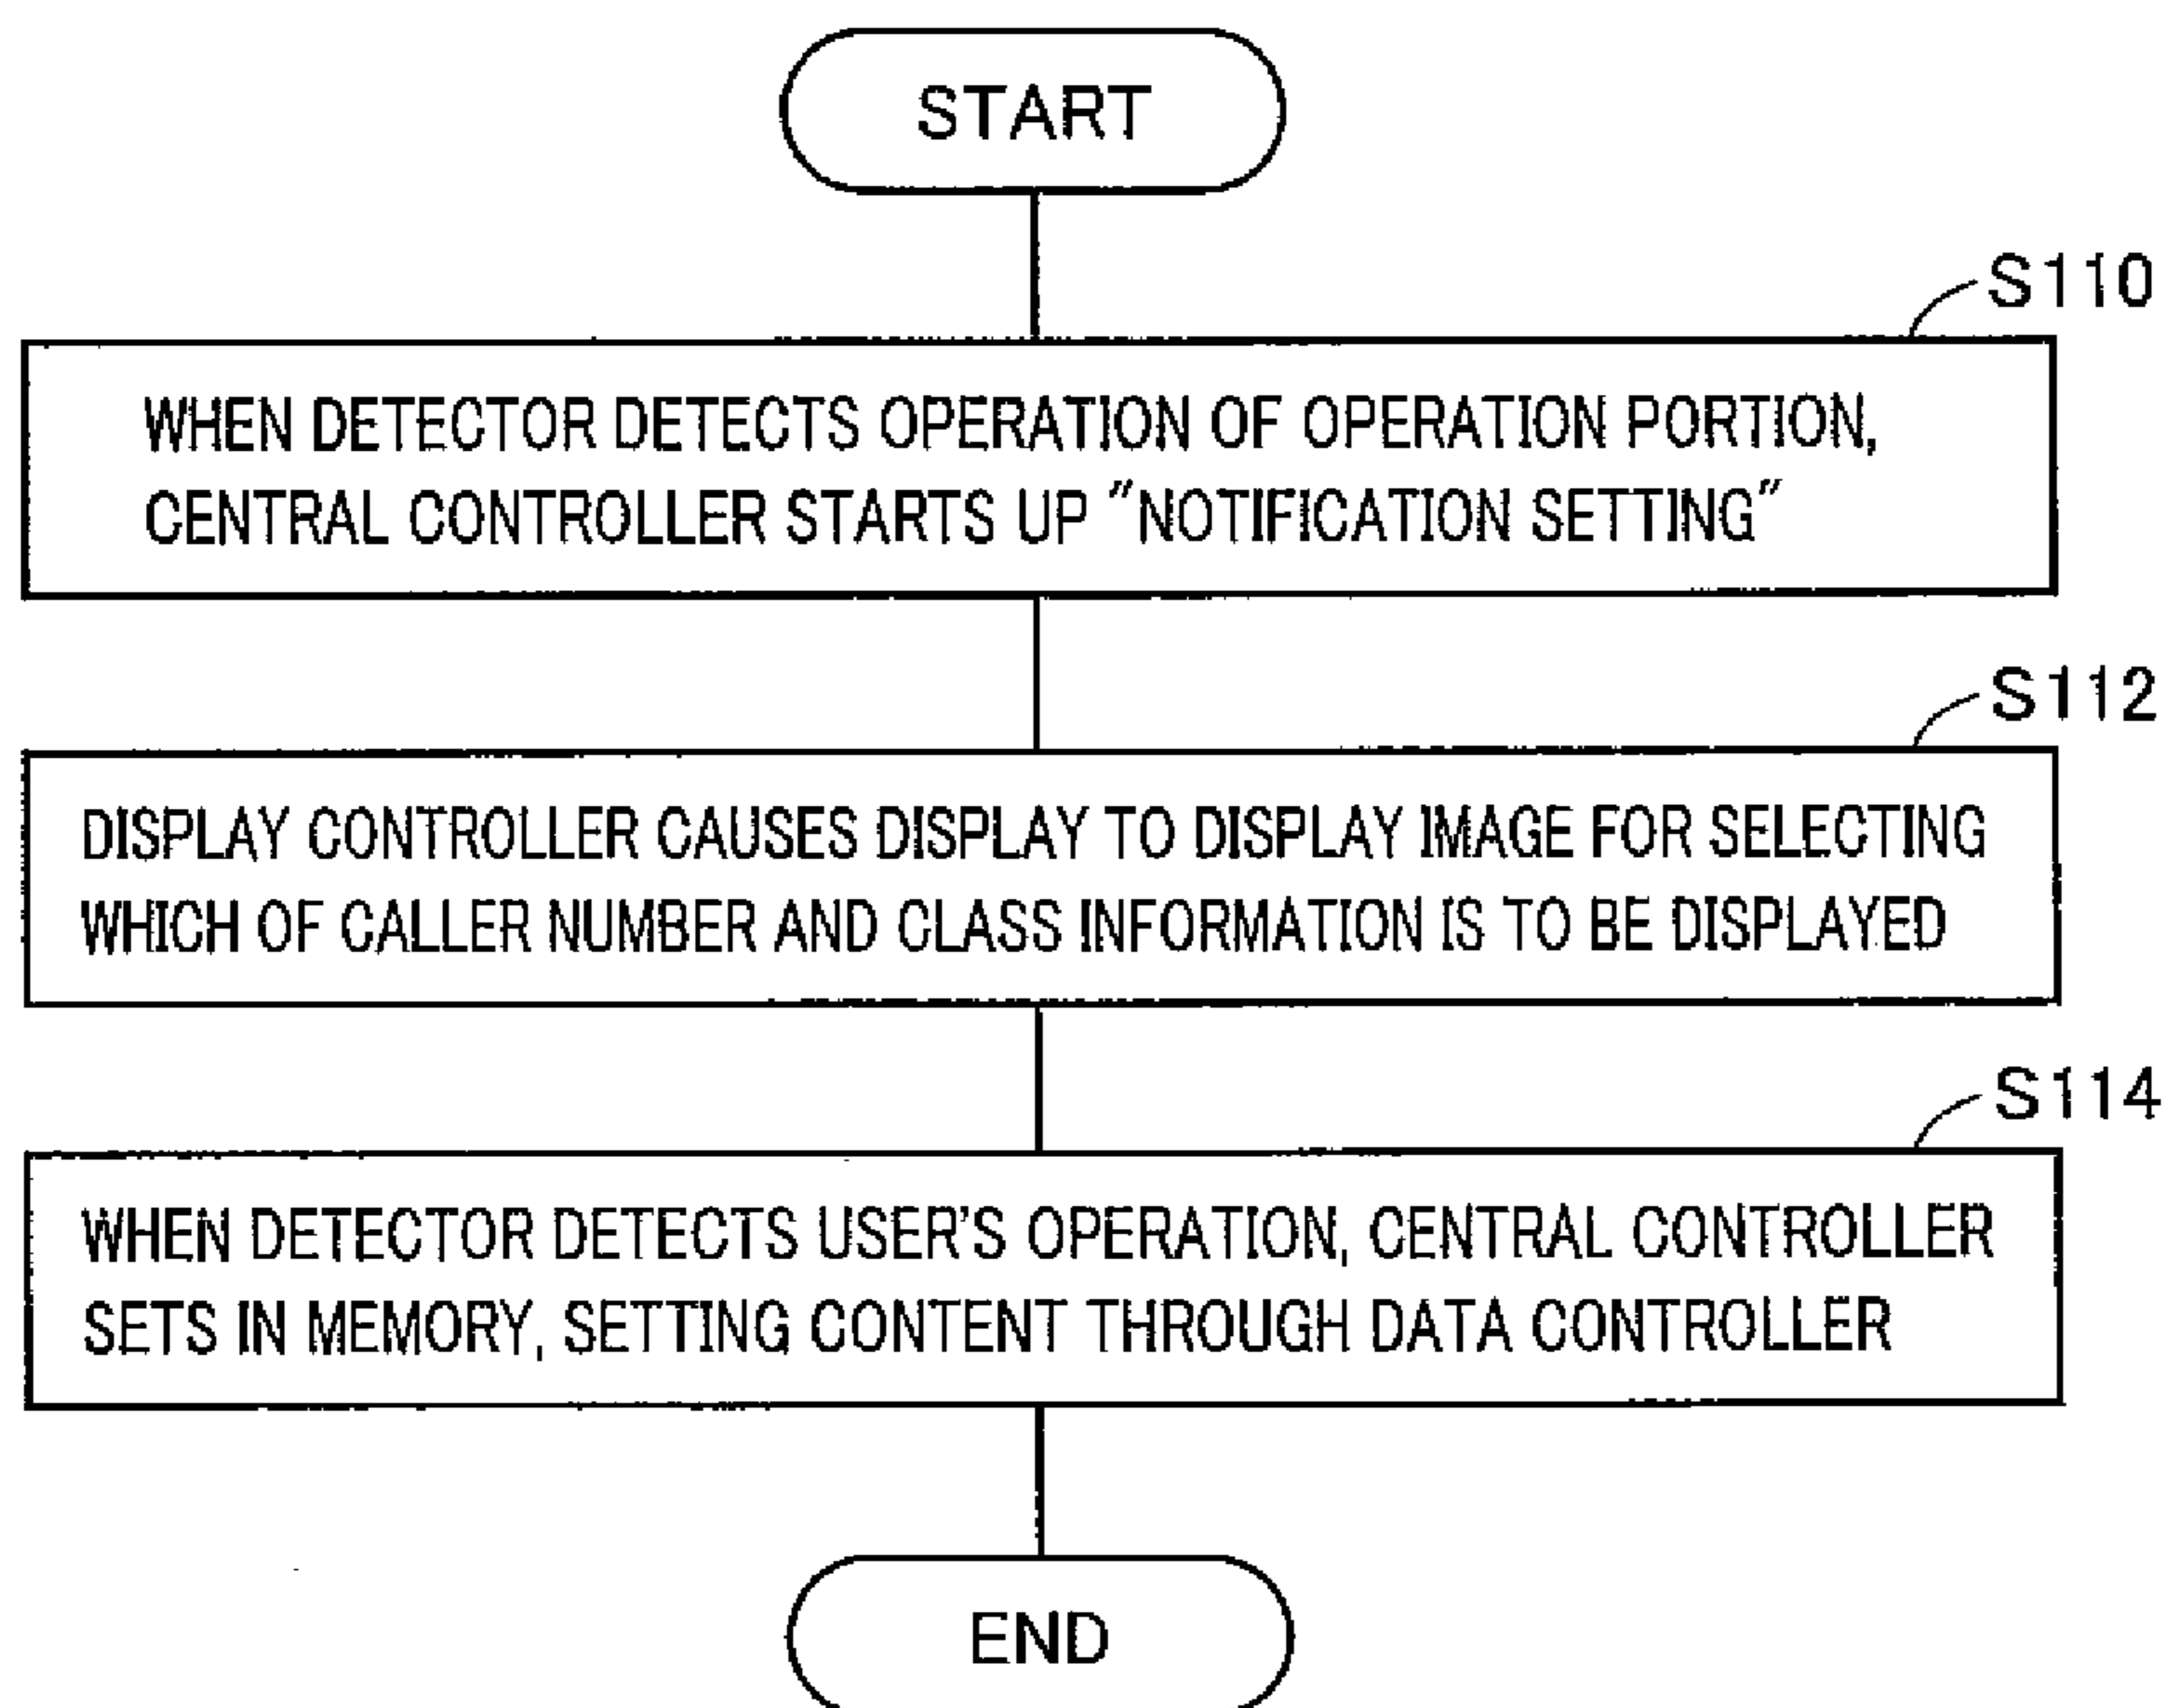 START
S110
WHEN DETECTOR DETECTS OPERATION OF OPERATION PORTION,
CENTRAL CONTROLLER STARTS UP "NOTIFICATION SETTING"
S112
DISPLAY CONTROLLER CAUSES DISPLAY TO DISPLAY IMAGE FOR SELECTING
WHICH OF CALLER NUMBER AND CLASS INFORMATION IS TO BE DISPLAYED
S114
WHEN DETECTOR DETECTS USER'S OPERATION, CENTRAL CONTROLLER
SETS IN MEMORY, SETTING CONTENT THROUGH DATA CONTROLLER
END